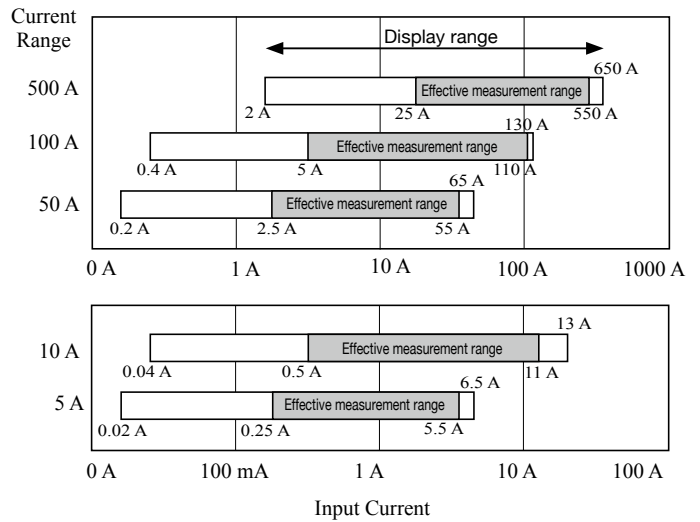 Current
Range
Display range
650 A
500 A
Effective measurement range
2 A
25 A
550 A
130 A
100 A
Effective measurement range
0.4 A
5 A
110 A
65 A
50 A
Effective measurement range
0.2 A
2.5 A
55 A
0 A
1 A
10 A
100 A
1000 A
13 A
10 A
Effective measurement range
0.04 A
0.5 A
11 A
6.5 A
5 A
Effective measurement range
0.02 A
0.25 A
5.5 A
0 A
100 mA
1 A
10 A
100 A
Input Current